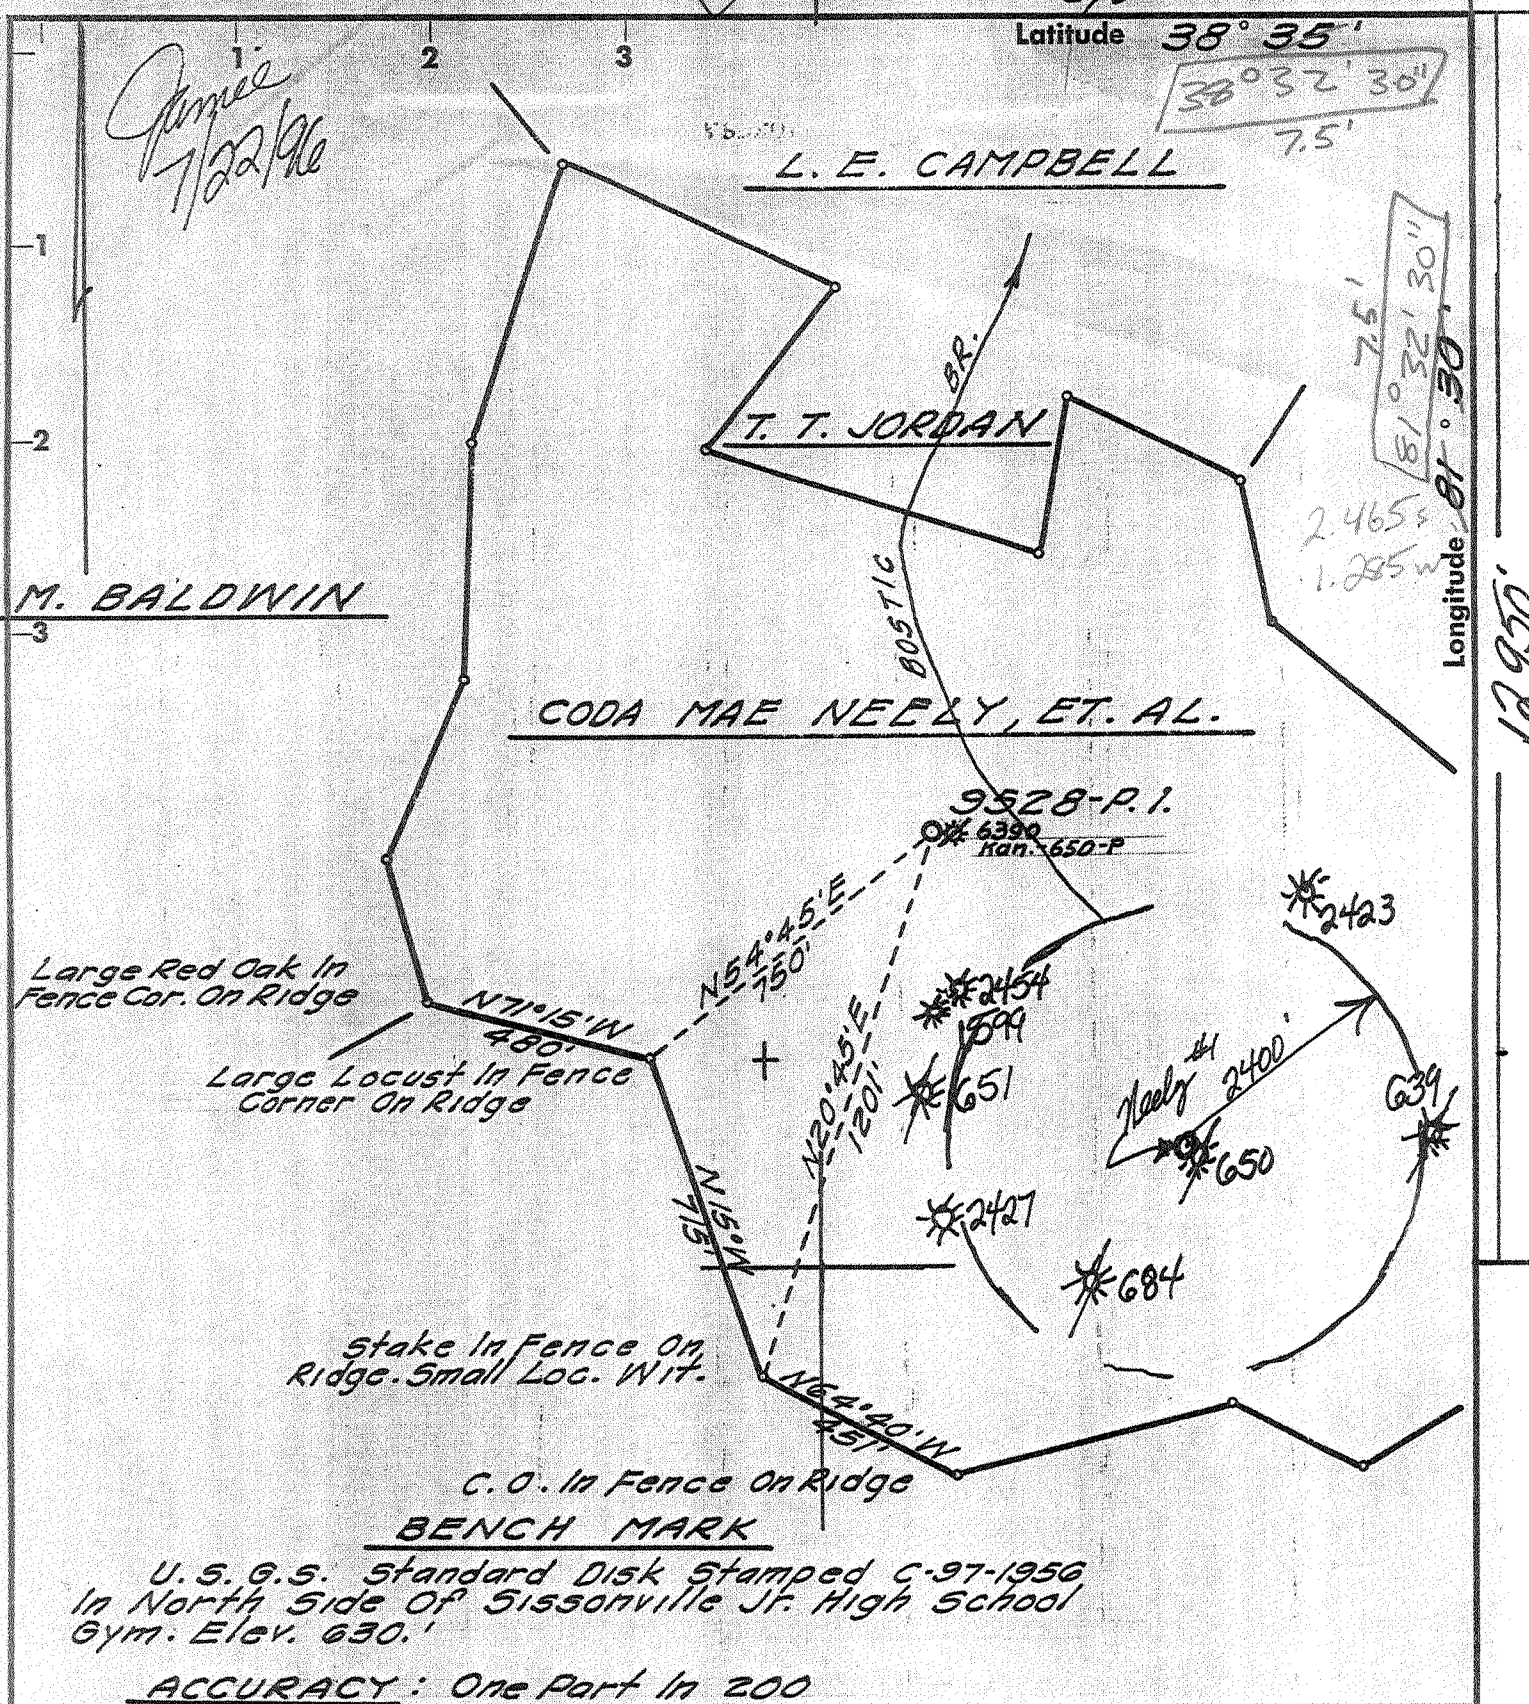 Latitude 38° 35'
1 2 3
38° 32' 30"
7.5'
Jamie
7/22/96
L. E. CAMPBELL
1
2
3
7.5'
81° 32' 30"
Longitude 81° 30'
2.465 s
1.285 w
12950'
BOSTIC BR.
T. T. JORDAN
M. BALDWIN
CODA MAE NEELY, ET. AL.
9528-P.I.
6390
Kan.-650-P
2423
N54°45'E
750'
Large Red Oak In
Fence Cor. On Ridge
N71°15'W
480'
2454
1599
Large Locust In Fence
Corner On Ridge
N20°45'E
1201'
651
Neely #1
2400'
639
650
N15°W
715'
2427
684
Stake In Fence On
Ridge. Small Loc. Wit.
N64°40'W
457'
C.O. In Fence On Ridge
BENCH MARK
U.S.G.S. Standard Disk Stamped C-97-1956
In North Side Of Sissonville Jr. High School
Gym. Elev. 630.'
ACCURACY: One Part In 200